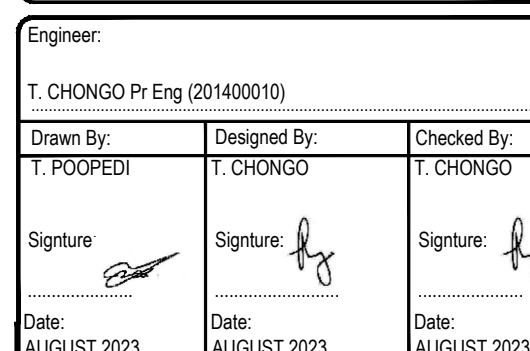 Engineer:
T. CHONGO Pr Eng (201400010)
Drawn By: Designed By: Checked By:
T. POOPEDI T. CHONGO T. CHONGO
Signture Signture: Signture:
Date: Date: Date:
AUGUST 2023 AUGUST 2023 AUGUST 2023